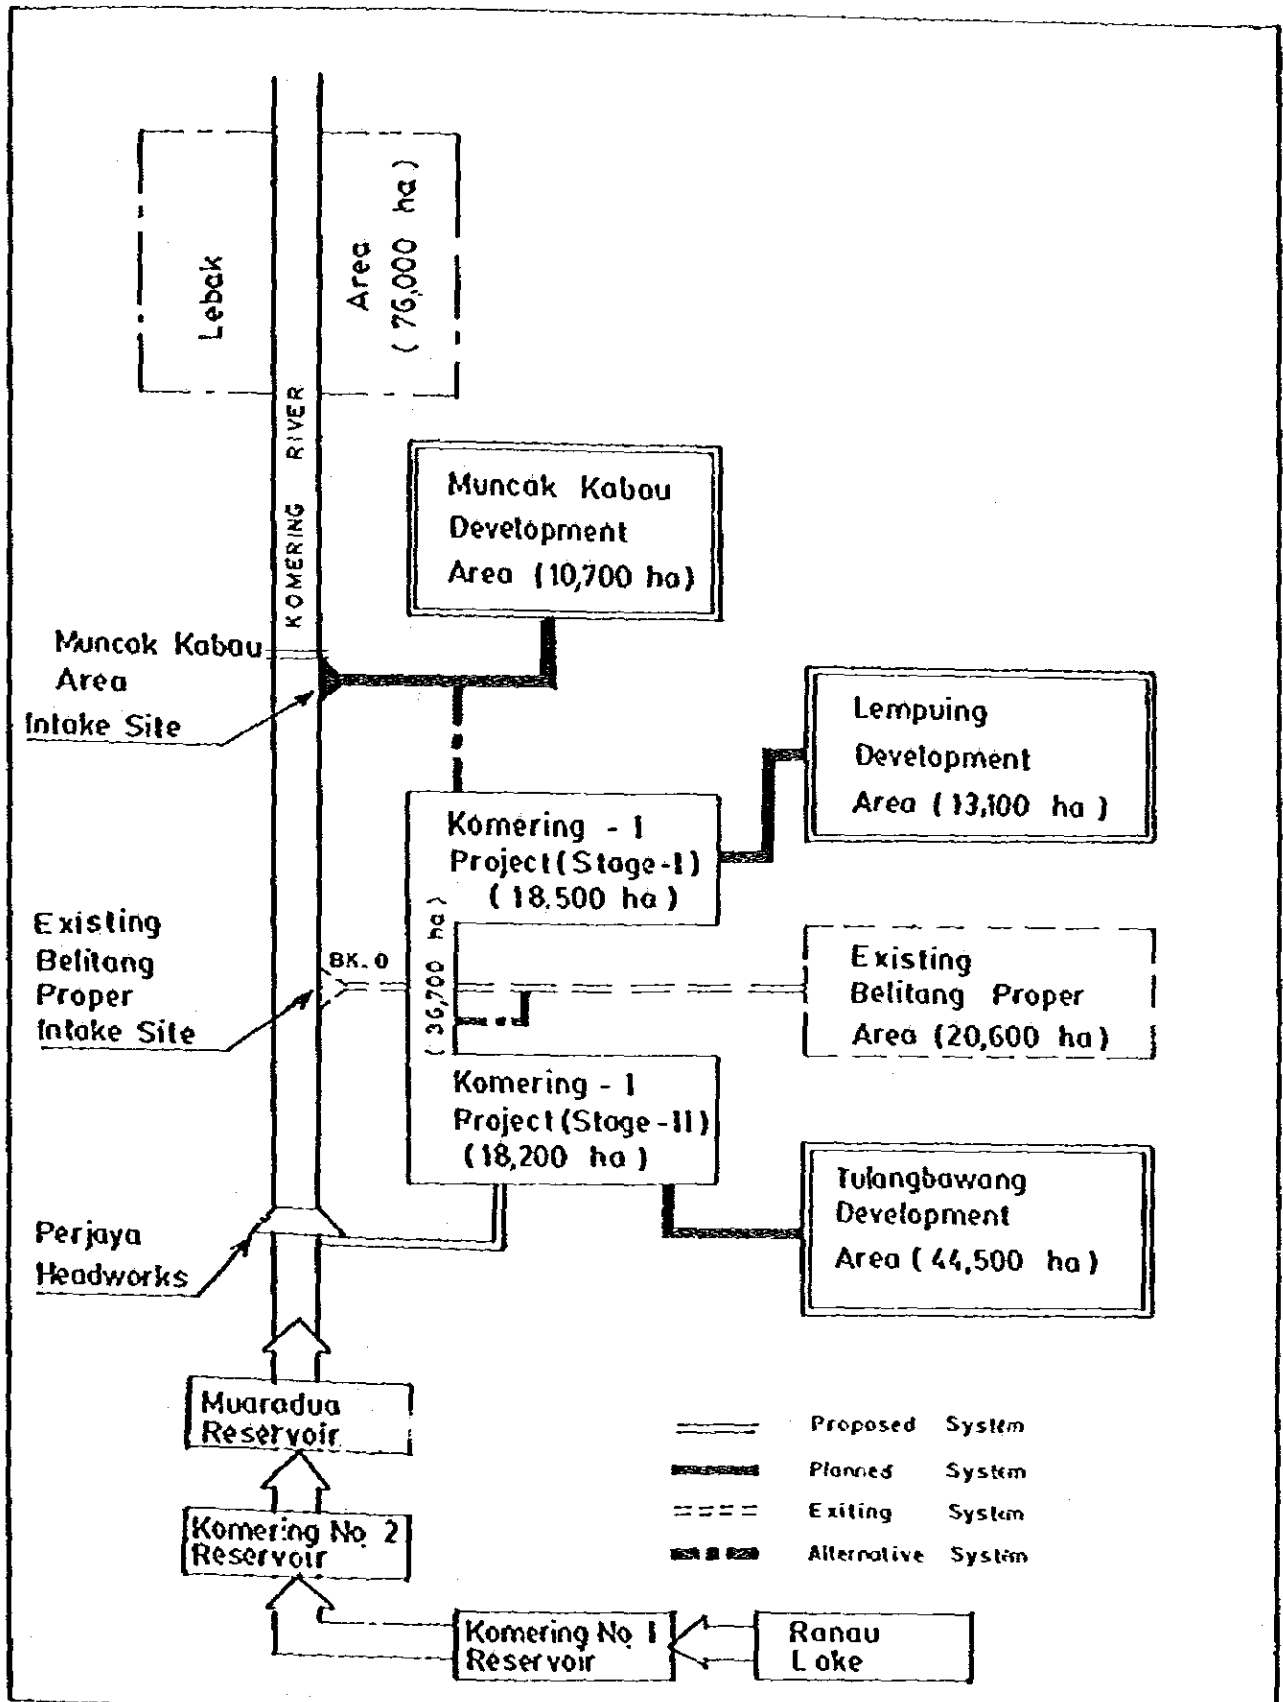 Lebak
Area
(76,000 ha)
KOMERING RIVER
Muncak Kabau
Development
Area (10,700 ha)
Muncak Kabau
Area
Intake Site
Lempuing
Development
Area (13,100 ha)
Komering - I
Project (Stage-I)
(18,500 ha)
(36,700 ha)
Existing
Belitang
Proper
Intake Site
BK. 0
Existing
Belitang Proper
Area (20,600 ha)
Komering - I
Project (Stage-II)
(18,200 ha)
Tulangbawang
Development
Area (44,500 ha)
Perjaya
Headworks
Muaradua
Reservoir
Komering No. 2
Reservoir
Komering No. 1
Reservoir
Ranau
Lake
Proposed System
Planned System
Exiting System
Alternative System